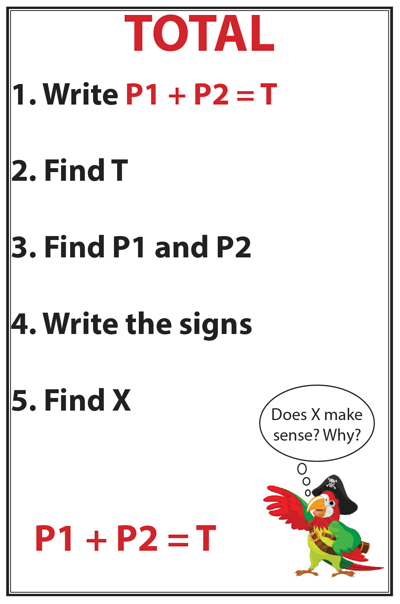 TOTAL
1. Write P1 + P2 = T
2. Find T
3. Find P1 and P2
4. Write the signs
5. Find X
Does X make
sense? Why?
P1 + P2 = T